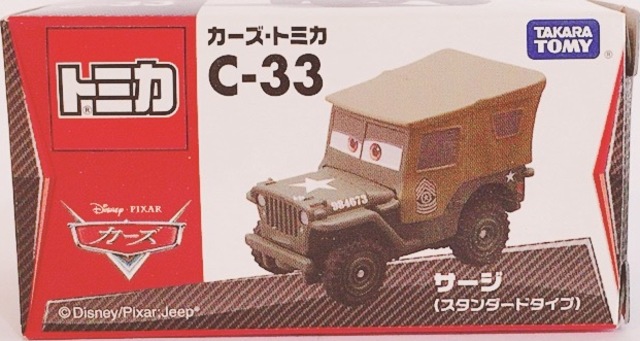 カーズ・トミカ
C-33
TAKARA
TOMY®
トミカ®
984673
Disney・PIXAR
カーズ
サージ
(スタンダードタイプ)
©Disney/Pixar;Jeep®